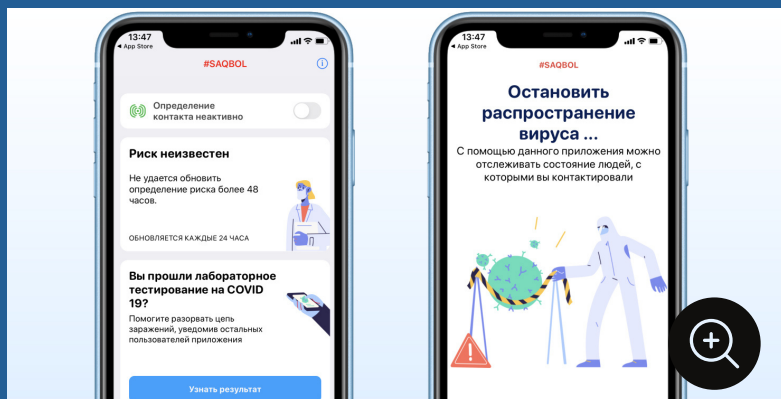 13:47
App Store
#SAQBOL
Определение
контакта неактивно
Риск неизвестен
Не удается обновить
определение риска более 48
часов.
ОБНОВЛЯЕТСЯ КАЖДЫЕ 24 ЧАСА
Вы прошли лабораторное
тестирование на COVID
19?
Помогите разорвать цепь
заражений, уведомив остальных
пользователей приложения
Узнать результат
13:47
App Store
#SAQBOL
Остановить
распространение
вируса ...
С помощью данного приложения можно
отслеживать состояние людей, с
которыми вы контактировали